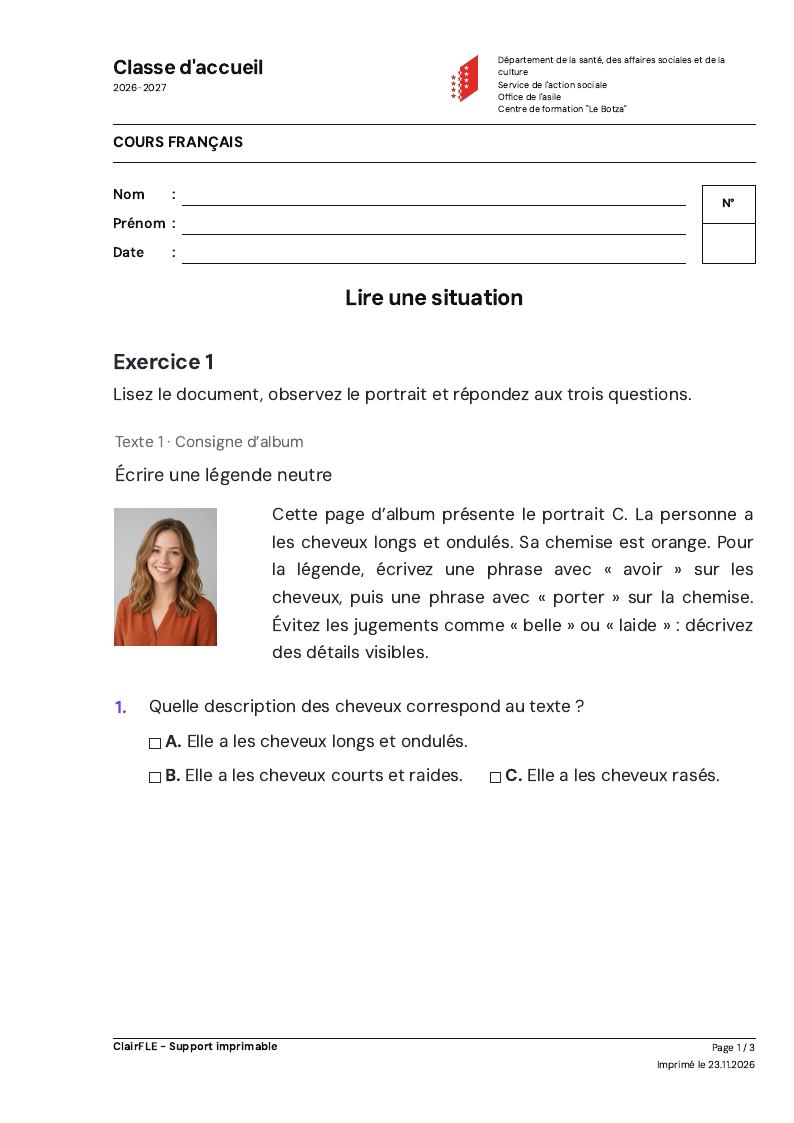 Classe d'accueil
2026-2027
Département de la santé, des affaires sociales et de la
culture
Service de l'action sociale
Office de l'asile
Centre de formation "Le Botza"
COURS FRANÇAIS
Nom :
Prénom :
Date :
N°
Lire une situation
Exercice 1
Lisez le document, observez le portrait et répondez aux trois questions.
Texte 1 · Consigne d’album
Écrire une légende neutre
Cette page d’album présente le portrait C. La personne a
les cheveux longs et ondulés. Sa chemise est orange. Pour
la légende, écrivez une phrase avec « avoir » sur les
cheveux, puis une phrase avec « porter » sur la chemise.
Évitez les jugements comme « belle » ou « laide » : décrivez
des détails visibles.
1. Quelle description des cheveux correspond au texte ?
A. Elle a les cheveux longs et ondulés.
B. Elle a les cheveux courts et raides. C. Elle a les cheveux rasés.
ClairFLE - Support imprimable
Page 1 / 3
Imprimé le 23.11.2026